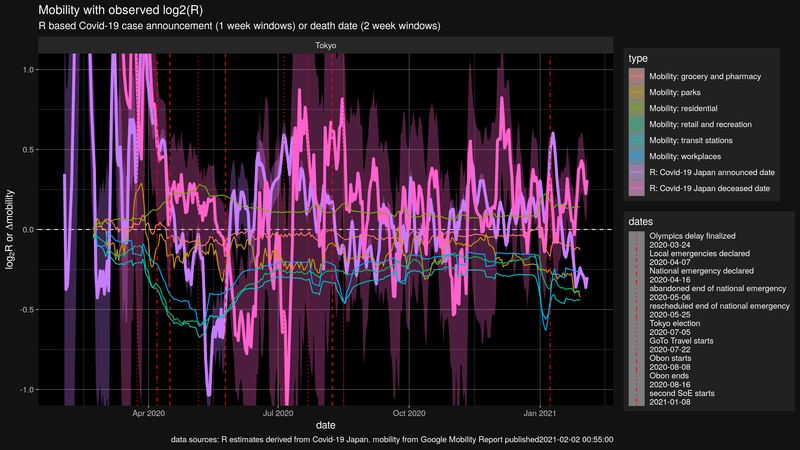 Mobility with observed log2(R)
R based Covid-19 case announcement (1 week windows) or death date (2 week windows)
Tokyo
1.0
0.5
0.0
-0.5
-1.0
log₂R or Δmobility
Apr 2020
Jul 2020
Oct 2020
Jan 2021
date
data sources: R estimates derived from Covid-19 Japan. mobility from Google Mobility Report published2021-02-02 00:55:00
type
Mobility: grocery and pharmacy
Mobility: parks
Mobility: residential
Mobility: retail and recreation
Mobility: transit stations
Mobility: workplaces
R: Covid-19 Japan announced date
R: Covid-19 Japan deceased date
dates
Olympics delay finalized
2020-03-24
Local emergencies declared
2020-04-07
National emergency declared
2020-04-16
abandoned end of national emergency
2020-05-06
rescheduled end of national emergency
2020-05-25
Tokyo election
2020-07-05
GoTo Travel starts
2020-07-22
Obon starts
2020-08-08
Obon ends
2020-08-16
second SoE starts
2021-01-08